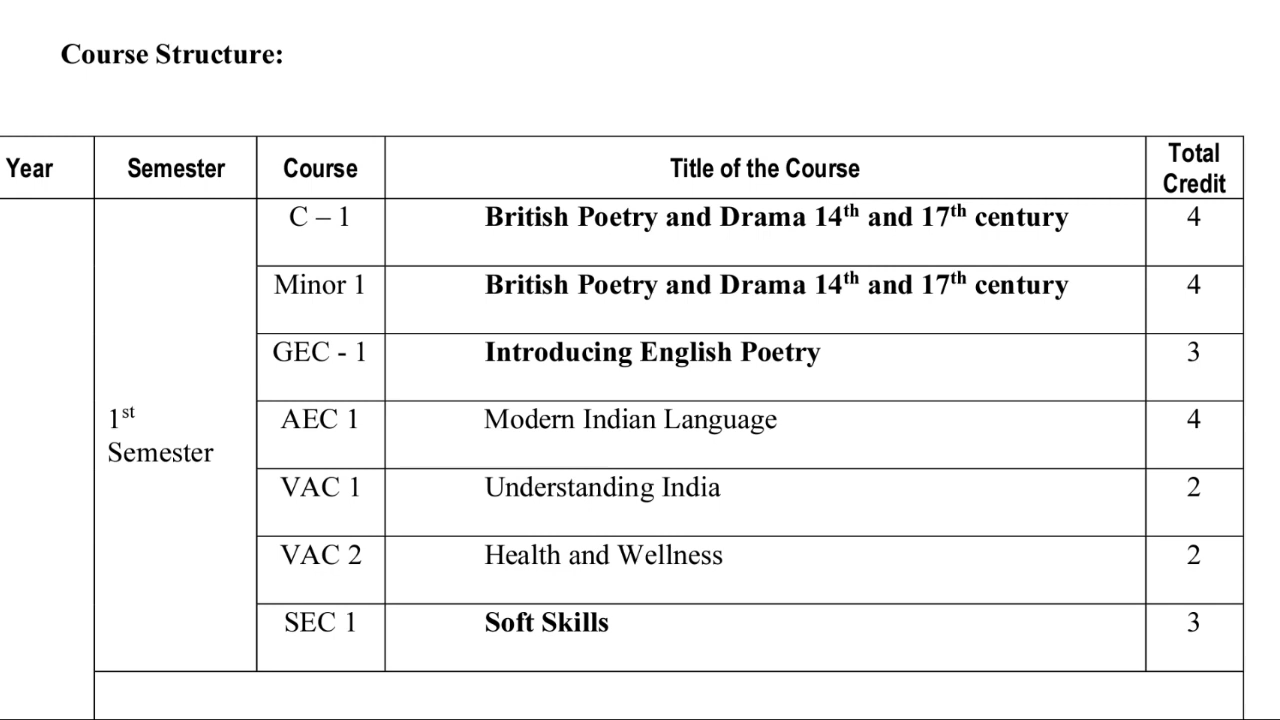 Course Structure:
Year Semester Course Title of the Course Total Credit
C – 1 British Poetry and Drama 14th and 17th century 4
Minor 1 British Poetry and Drama 14th and 17th century 4
GEC - 1 Introducing English Poetry 3
1st Semester
AEC 1 Modern Indian Language 4
VAC 1 Understanding India 2
VAC 2 Health and Wellness 2
SEC 1 Soft Skills 3